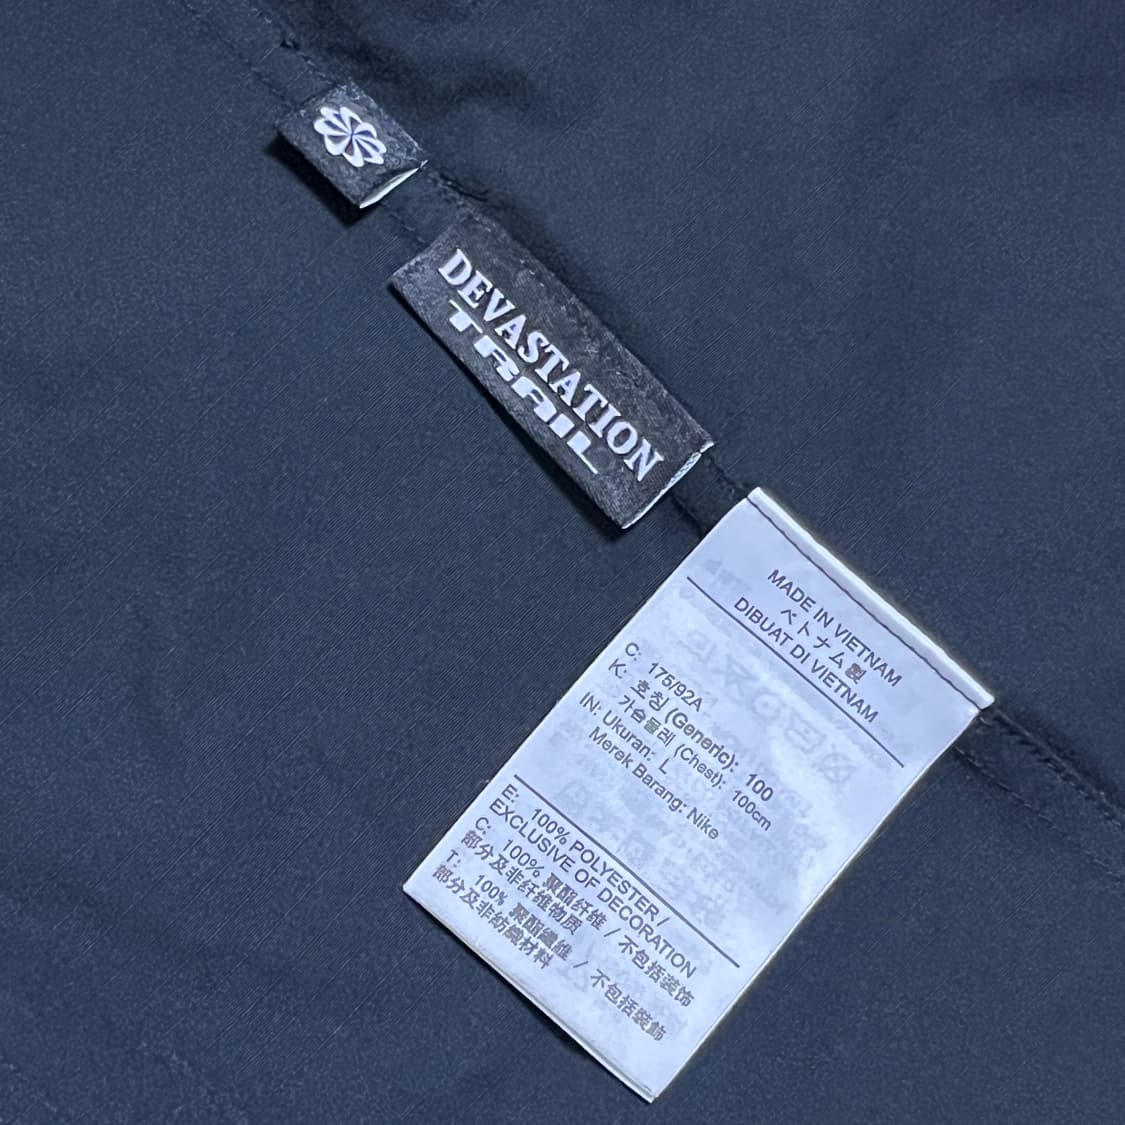 DEVASTATION
TRAIL
MADE IN VIETNAM
ベトナム製
DIBUAT DI VIETNAM
C: 175/92A
K: 호칭 (Generic): 100
가슴둘레 (Chest): 100cm
IN: Ukuran: L
Merek Barang: Nike
E: 100% POLYESTER/
EXCLUSIVE OF DECORATION
C: 100% 聚酯纤维 / 不包括装饰
部分及非纤维物质
T: 100% 聚酯纖維 / 不包括裝飾
部分及非紡織材料